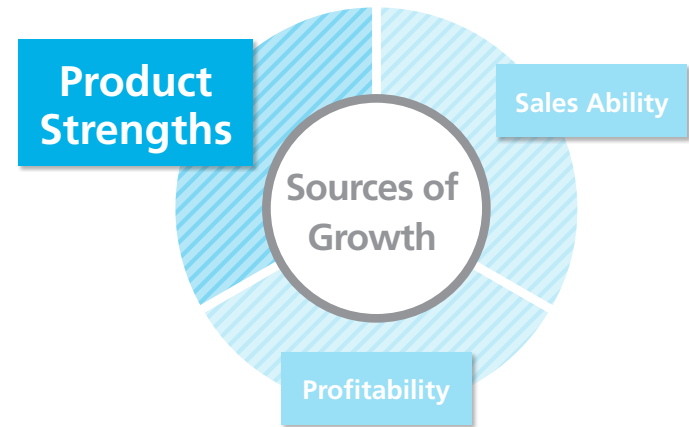 Product
Strengths
Sales Ability
Sources of
Growth
Profitability